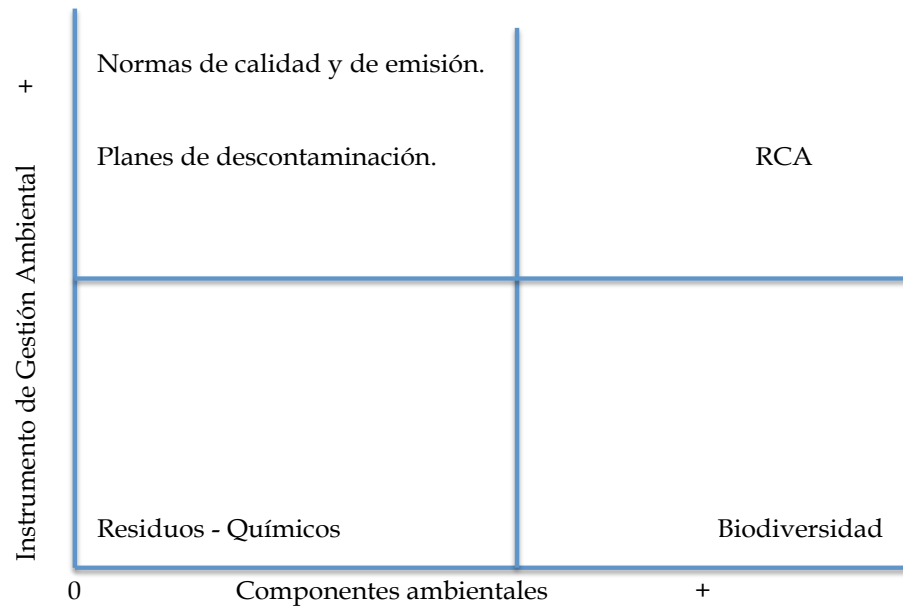 Normas de calidad y de emisión.
Planes de descontaminación.
RCA
Residuos - Químicos
Biodiversidad
Instrumento de Gestión Ambiental +
0 Componentes ambientales +